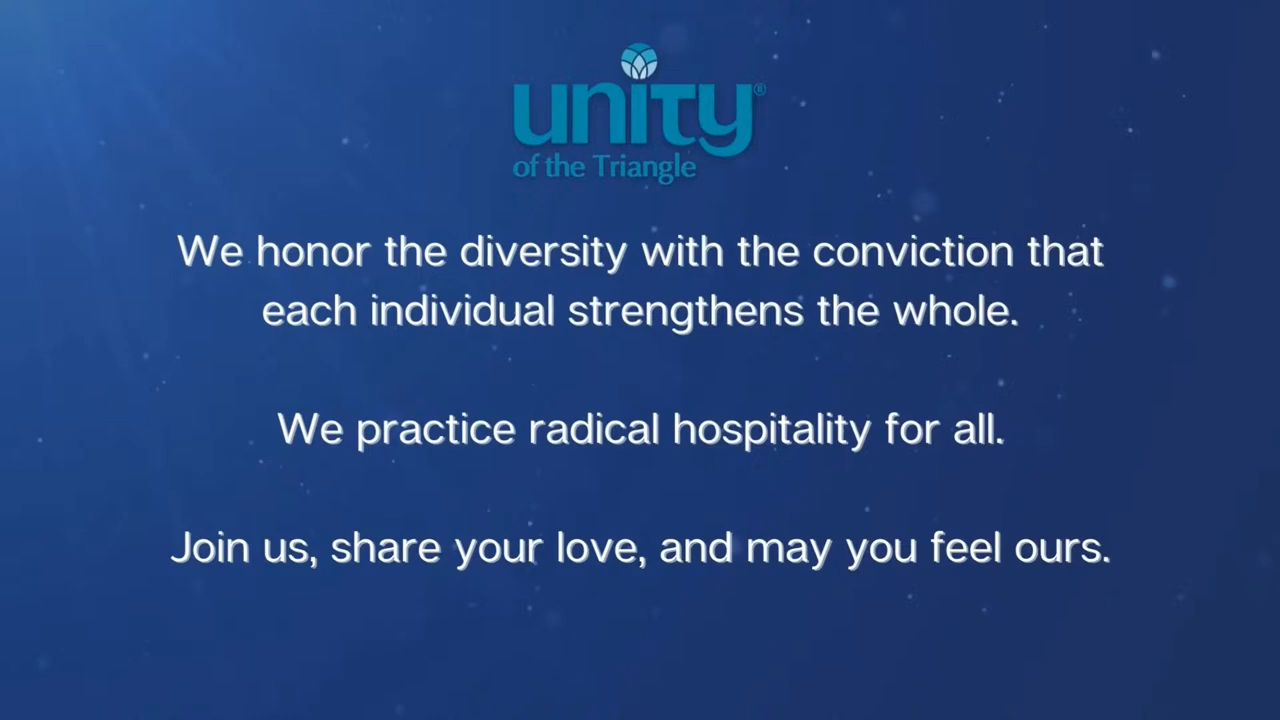 unity®
of the Triangle
We honor the diversity with the conviction that
each individual strengthens the whole.
We practice radical hospitality for all.
Join us, share your love, and may you feel ours.